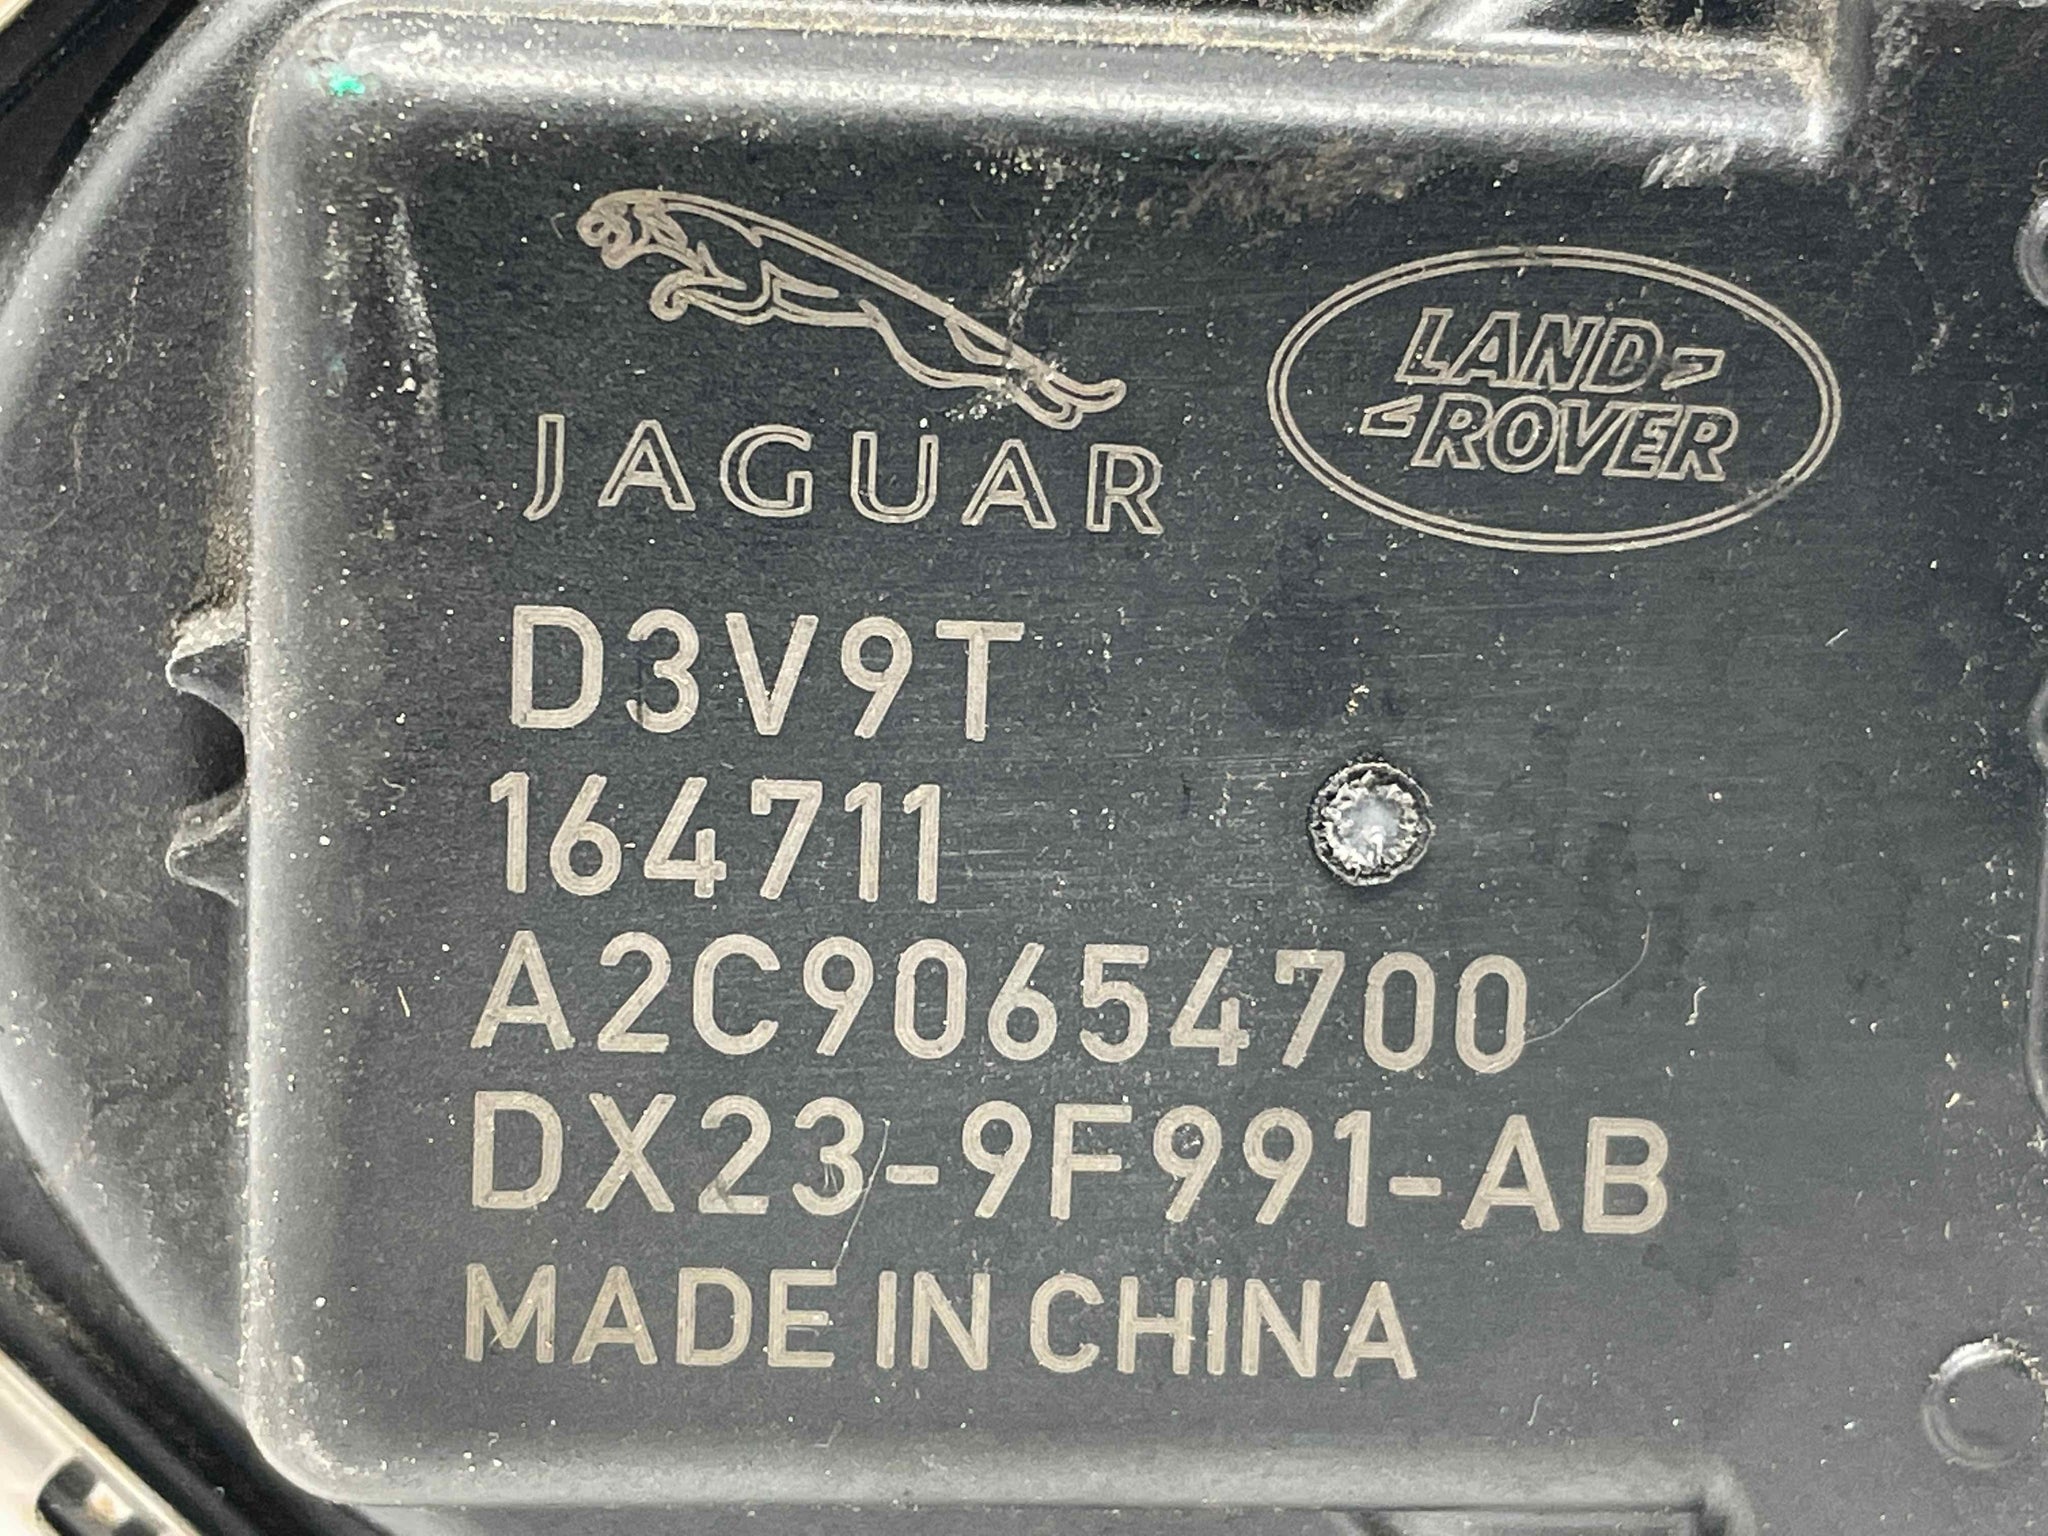 JAGUAR
LAND
ROVER
D3V9T
164711
A2C90654700
DX23-9F991-AB
MADE IN CHINA